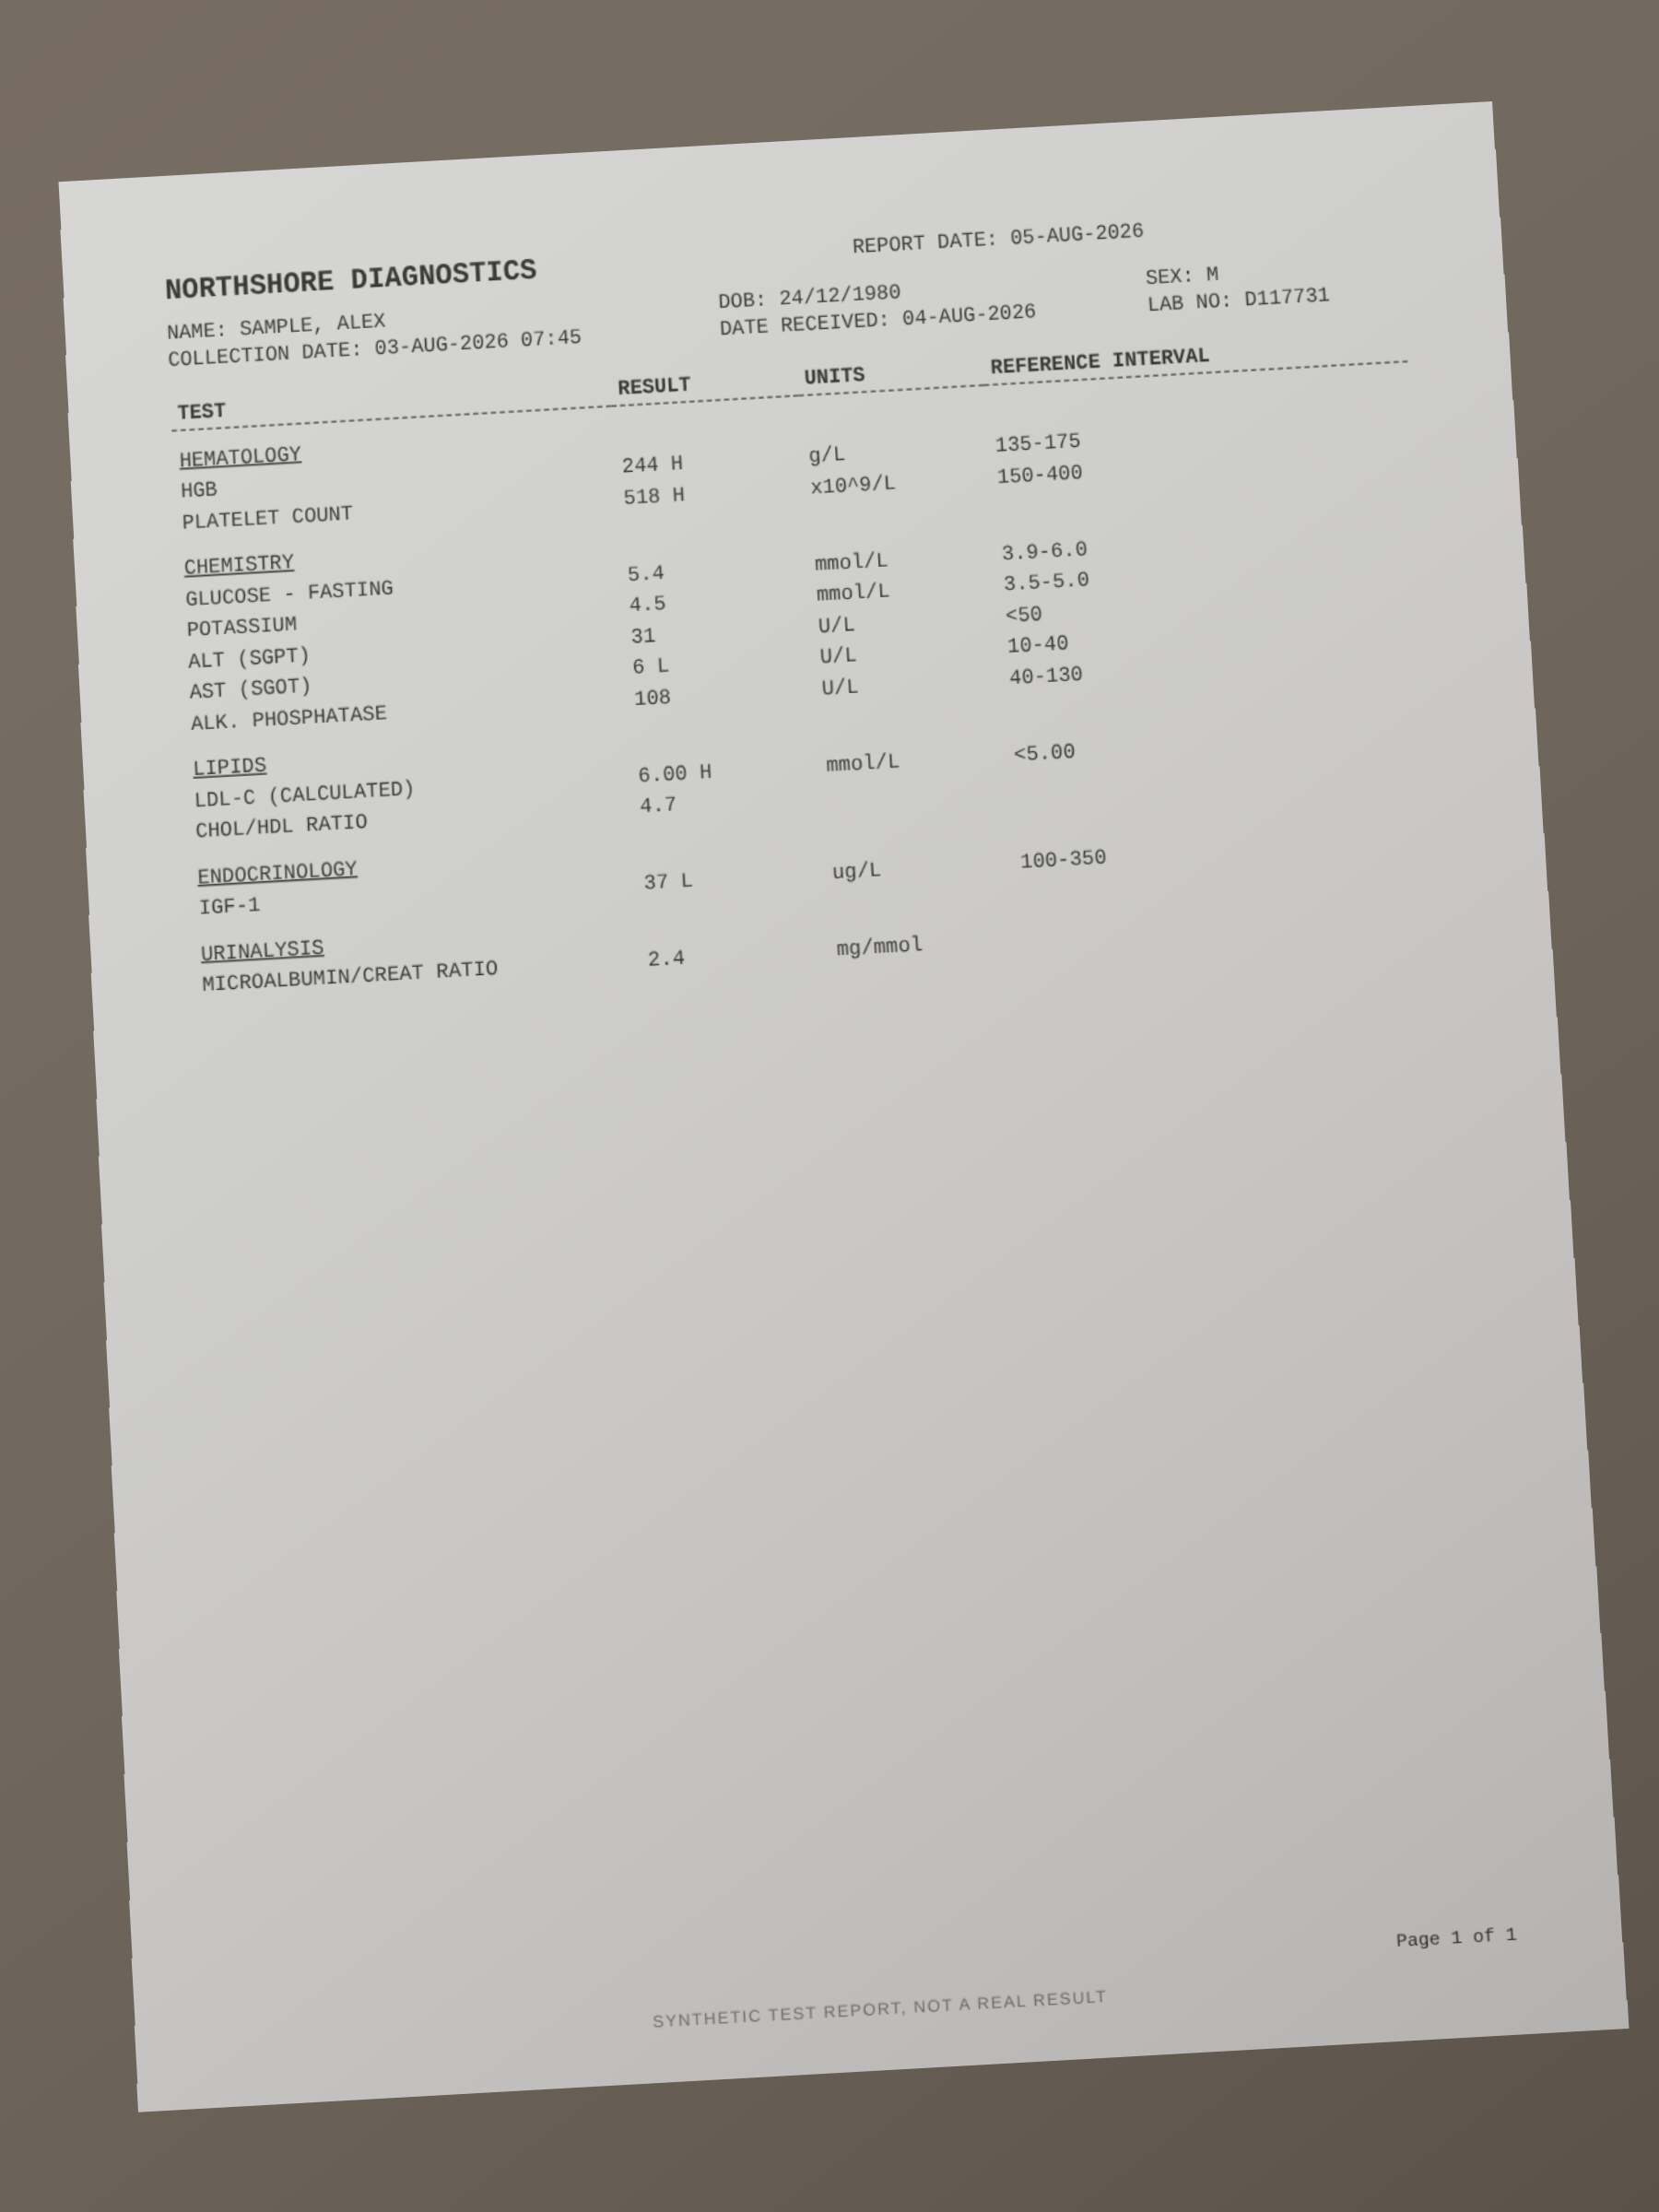 NORTHSHORE DIAGNOSTICS REPORT DATE: 05-AUG-2026
NAME: SAMPLE, ALEX DOB: 24/12/1980 SEX: M
COLLECTION DATE: 03-AUG-2026 07:45 DATE RECEIVED: 04-AUG-2026 LAB NO: D117731
TEST RESULT UNITS REFERENCE INTERVAL
HEMATOLOGY
HGB 244 H g/L 135-175
PLATELET COUNT 518 H x10^9/L 150-400
CHEMISTRY
GLUCOSE - FASTING 5.4 mmol/L 3.9-6.0
POTASSIUM 4.5 mmol/L 3.5-5.0
ALT (SGPT) 31 U/L <50
AST (SGOT) 6 L U/L 10-40
ALK. PHOSPHATASE 108 U/L 40-130
LIPIDS
LDL-C (CALCULATED) 6.00 H mmol/L <5.00
CHOL/HDL RATIO 4.7
ENDOCRINOLOGY
IGF-1 37 L ug/L 100-350
URINALYSIS
MICROALBUMIN/CREAT RATIO 2.4 mg/mmol
Page 1 of 1
SYNTHETIC TEST REPORT, NOT A REAL RESULT